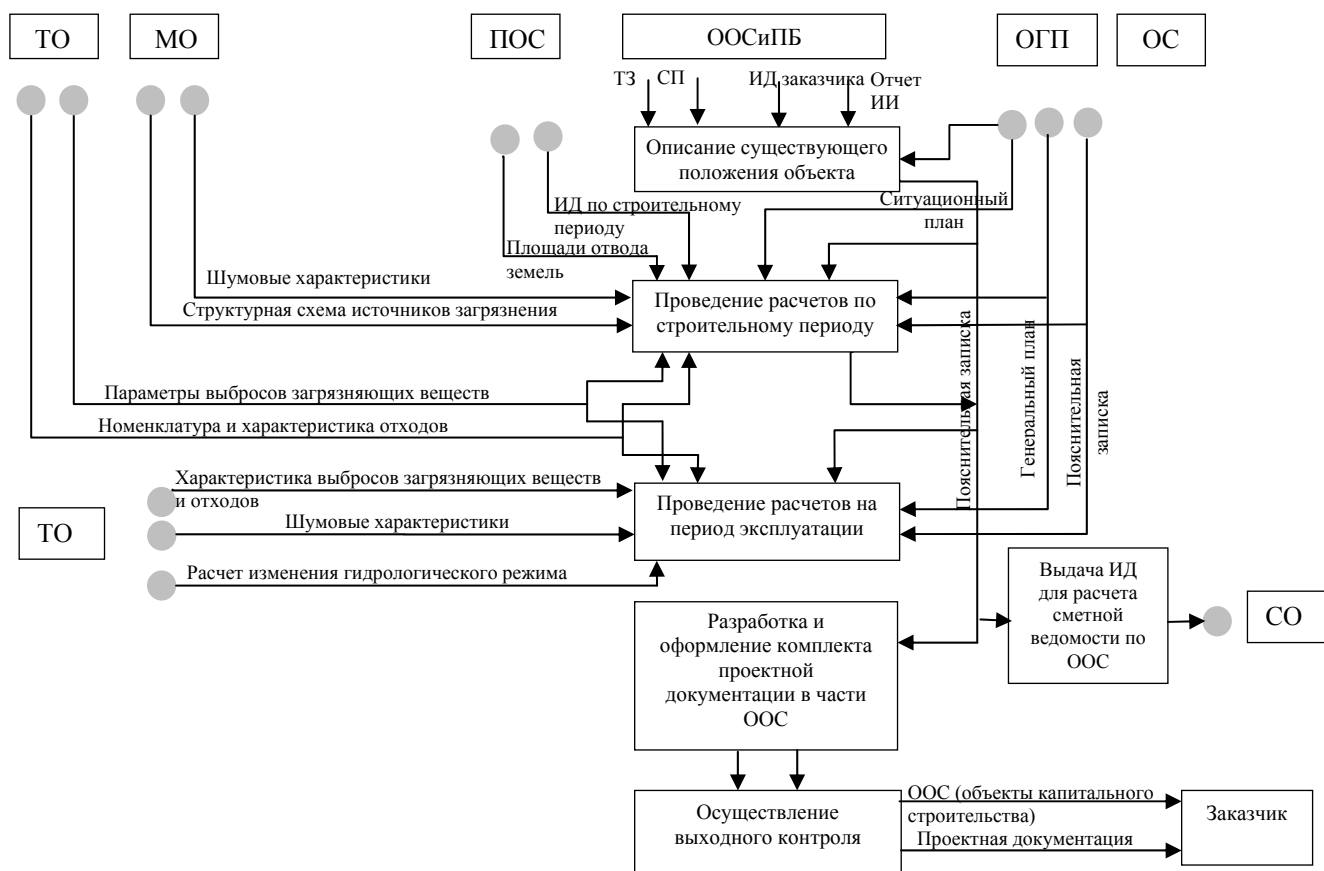 ТО
МО
ПОС
ООСиПБ
ОГП
ОС
ТЗ
СП
ИД заказчика
Отчет
ИИ
Описание существующего
положения объекта
ИД по строительному
периоду
Ситуационный
план
Площади отвода
земель
Шумовые характеристики
Структурная схема источников загрязнения
Проведение расчетов по
строительному периоду
Пояснительная записка
Генеральный план
Пояснительная
записка
Параметры выбросов загрязняющих веществ
Номенклатура и характеристика отходов
ТО
Характеристика выбросов загрязняющих веществ
и отходов
Шумовые характеристики
Расчет изменения гидрологического режима
Проведение расчетов на
период эксплуатации
Выдача ИД
для расчета
сметной
ведомости по
ООС
СО
Разработка и
оформление комплекта
проектной
документации в части
ООС
Осуществление
выходного контроля
ООС (объекты капитального
строительства)
Проектная документация
Заказчик